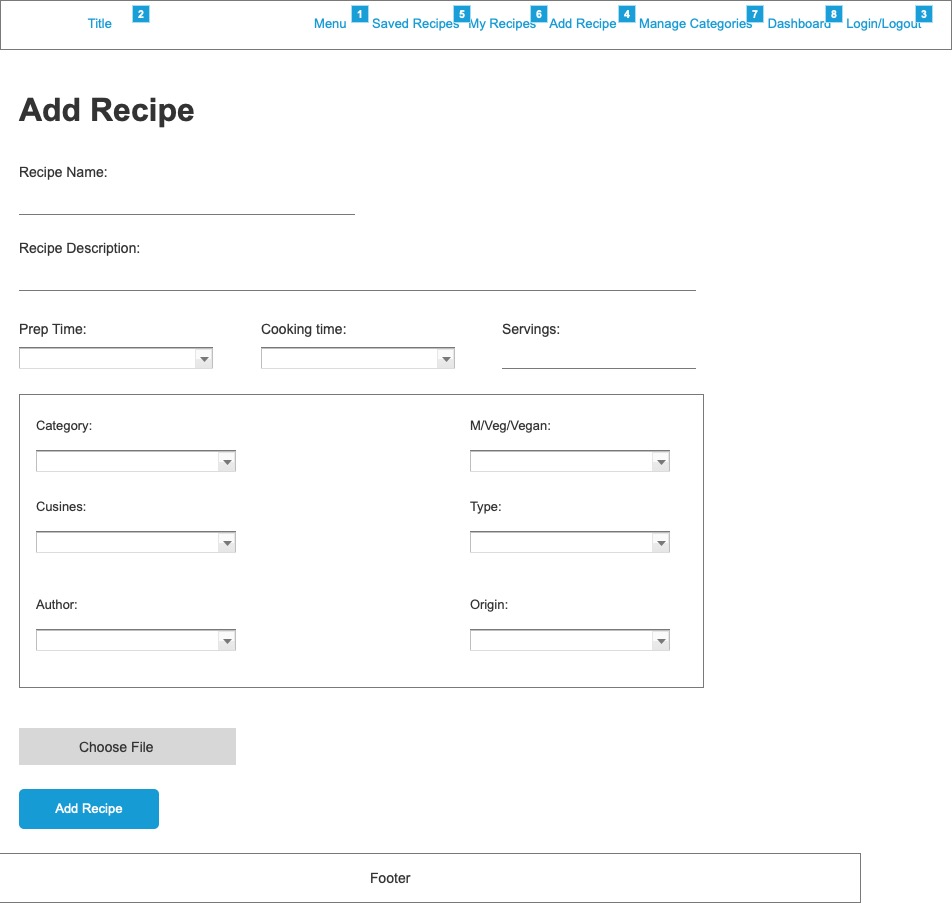 Title 2 Menu 1 Saved Recipes 5 My Recipes 6 Add Recipe 4 Manage Categories 7 Dashboard 8 Login/Logout 3
Add Recipe
Recipe Name:
Recipe Description:
Prep Time: Cooking time: Servings:
Category: M/Veg/Vegan:
Cusines: Type:
Author: Origin:
Choose File
Add Recipe
Footer